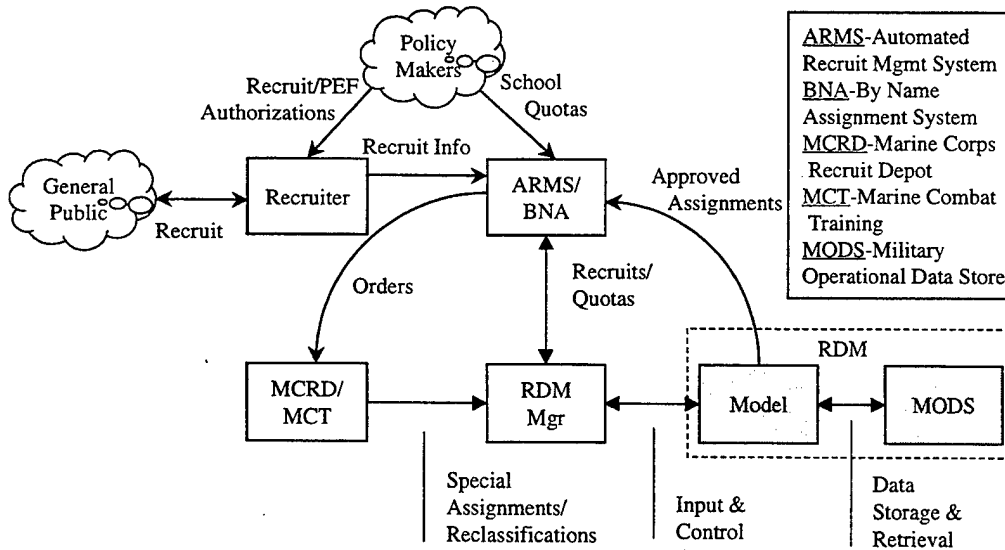 Policy
Makers
Recruit/PEF
Authorizations
School
Quotas
Recruit Info
General
Public
Recruit
Recruiter
ARMS/
BNA
Approved
Assignments
Orders
Recruits/
Quotas
MCRD/
MCT
RDM
Mgr
RDM
Model
MODS
Special
Assignments/
Reclassifications
Input &
Control
Data
Storage &
Retrieval
ARMS-Automated
Recruit Mgmt System
BNA-By Name
Assignment System
MCRD-Marine Corps
Recruit Depot
MCT-Marine Combat
Training
MODS-Military
Operational Data Store